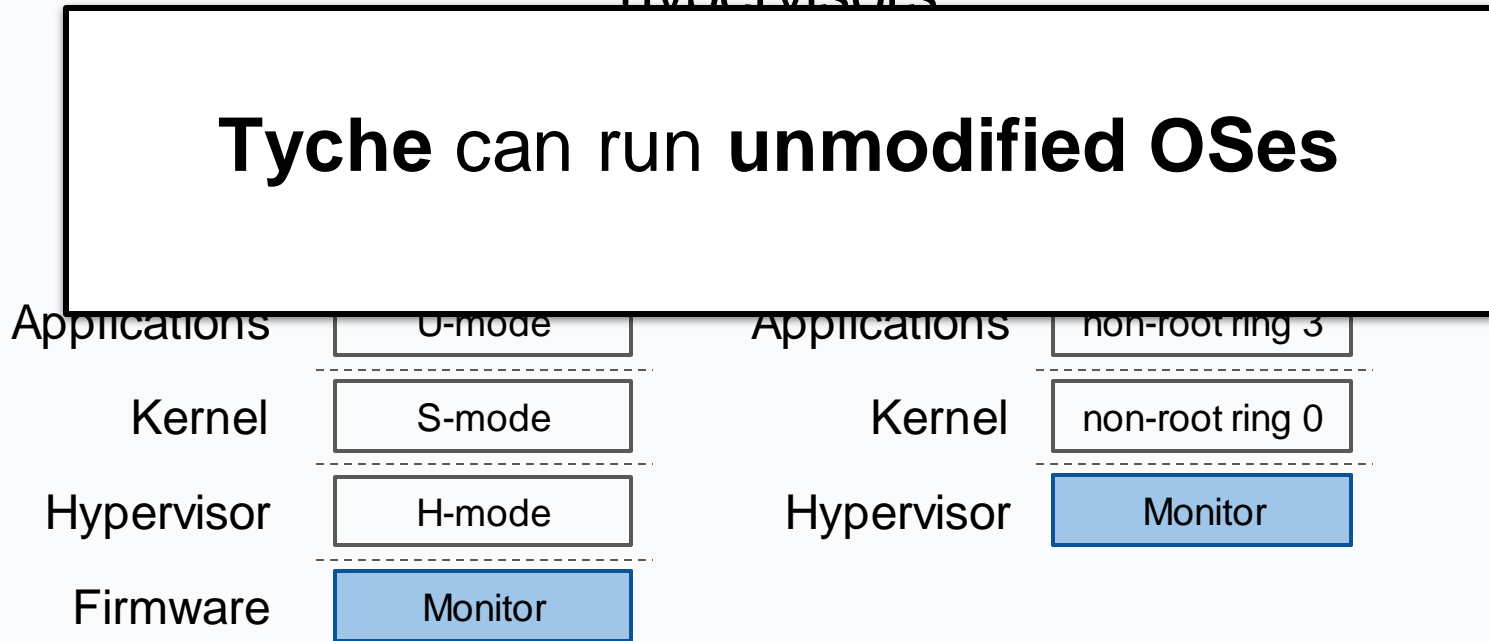 Hypervisors
Tyche can run unmodified OSes
Applications U-mode Applications non-root ring 3
Kernel S-mode Kernel non-root ring 0
Hypervisor H-mode Hypervisor Monitor
Firmware Monitor